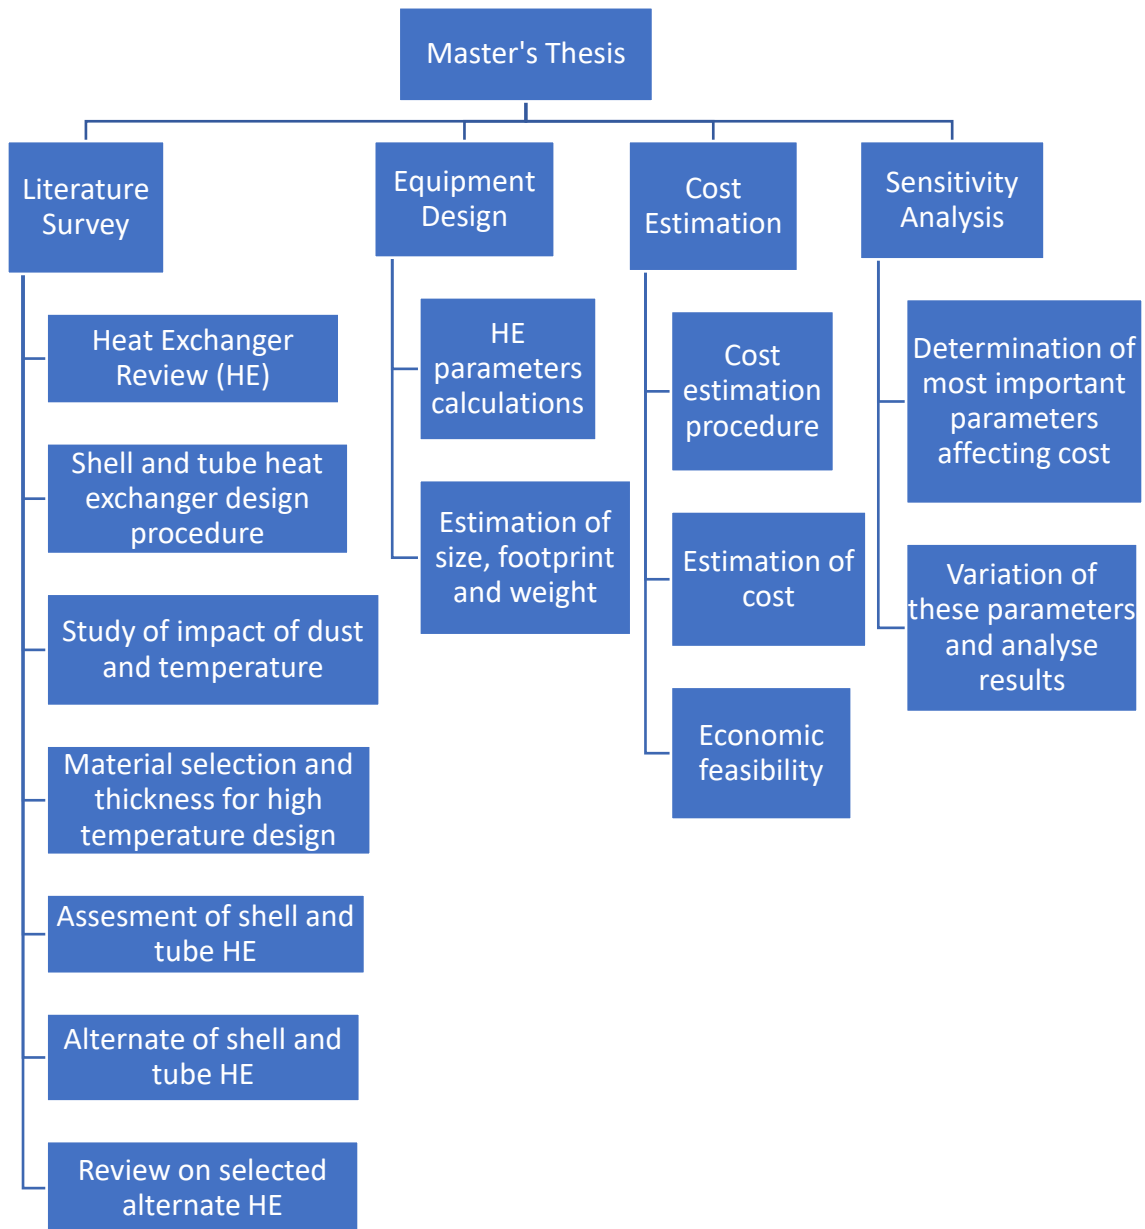 Master's Thesis
Literature
Survey
Heat Exchanger
Review (HE)
Shell and tube heat
exchanger design
procedure
Study of impact of dust
and temperature
Material selection and
thickness for high
temperature design
Assesment of shell and
tube HE
Alternate of shell and
tube HE
Review on selected
alternate HE
Equipment
Design
HE
parameters
calculations
Estimation of
size, footprint
and weight
Cost
Estimation
Cost
estimation
procedure
Estimation of
cost
Economic
feasibility
Sensitivity
Analysis
Determination of
most important
parameters
affecting cost
Variation of
these parameters
and analyse
results